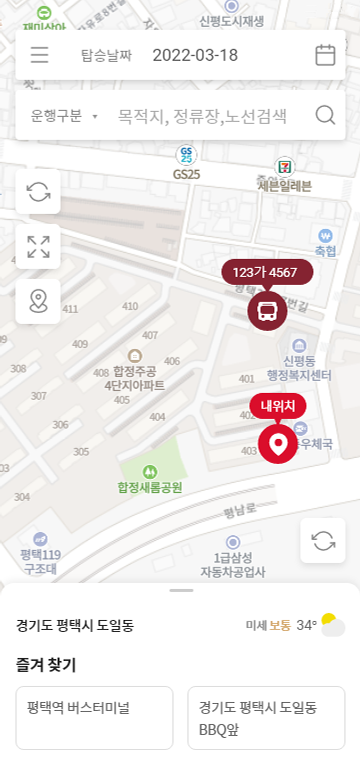 신평도시재생
탑승날짜 2022-03-18
운행구분 목적지, 정류장,노선검색
GS
25
GS25
7
세븐일레븐
축협
123가 4567
411
410
409
407
406
408
405
404
308
307
306
305
304
합정주공
4단지아파트
신평동
행정복지센터
401
402
403
내위치
우체국
합정새롬공원
평남로
평택119
구조대
1급삼성
자동차공업사
경기도 평택시 도일동
미세 보통 34°
즐겨 찾기
평택역 버스터미널
경기도 평택시 도일동
BBQ앞